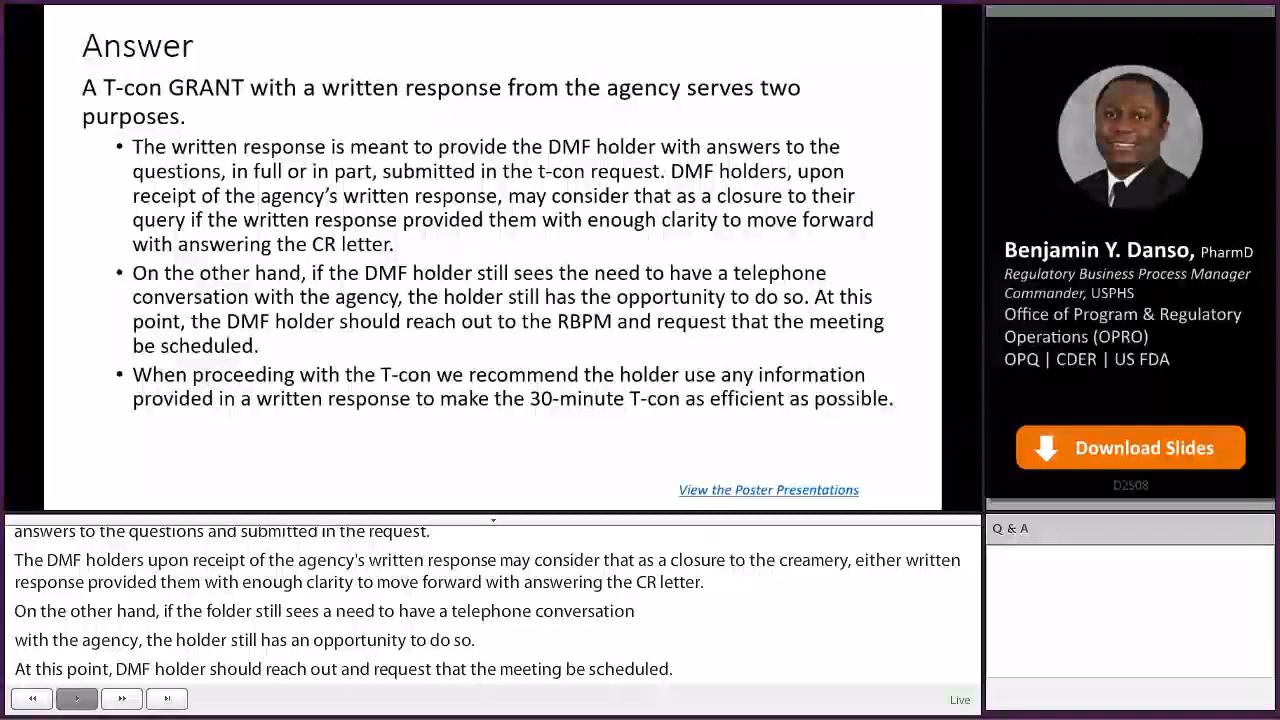 Answer
A T-con GRANT with a written response from the agency serves two
purposes.
• The written response is meant to provide the DMF holder with answers to the
questions, in full or in part, submitted in the t-con request. DMF holders, upon
receipt of the agency’s written response, may consider that as a closure to their
query if the written response provided them with enough clarity to move forward
with answering the CR letter.
• On the other hand, if the DMF holder still sees the need to have a telephone
conversation with the agency, the holder still has the opportunity to do so. At this
point, the DMF holder should reach out to the RBPM and request that the meeting
be scheduled.
• When proceeding with the T-con we recommend the holder use any information
provided in a written response to make the 30-minute T-con as efficient as possible.
View the Poster Presentations
Benjamin Y. Danso, PharmD
Regulatory Business Process Manager
Commander, USPHS
Office of Program & Regulatory
Operations (OPRO)
OPQ | CDER | US FDA
Download Slides
D2S08
answers to the questions and submitted in the request.
The DMF holders upon receipt of the agency's written response may consider that as a closure to the creamery, either written
response provided them with enough clarity to move forward with answering the CR letter.
On the other hand, if the folder still sees a need to have a telephone conversation
with the agency, the holder still has an opportunity to do so.
At this point, DMF holder should reach out and request that the meeting be scheduled.
Live
Q & A